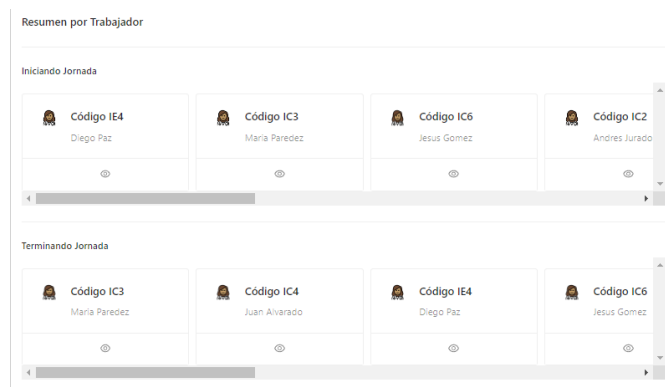 Resumen por Trabajador
Iniciando Jornada
Código IE4
Diego Paz
Código IC3
Maria Paredez
Código IC6
Jesus Gomez
Código IC2
Andres Jurado
Terminando Jornada
Código IC3
Maria Paredez
Código IC4
Juan Alvarado
Código IE4
Diego Paz
Código IC6
Jesus Gomez